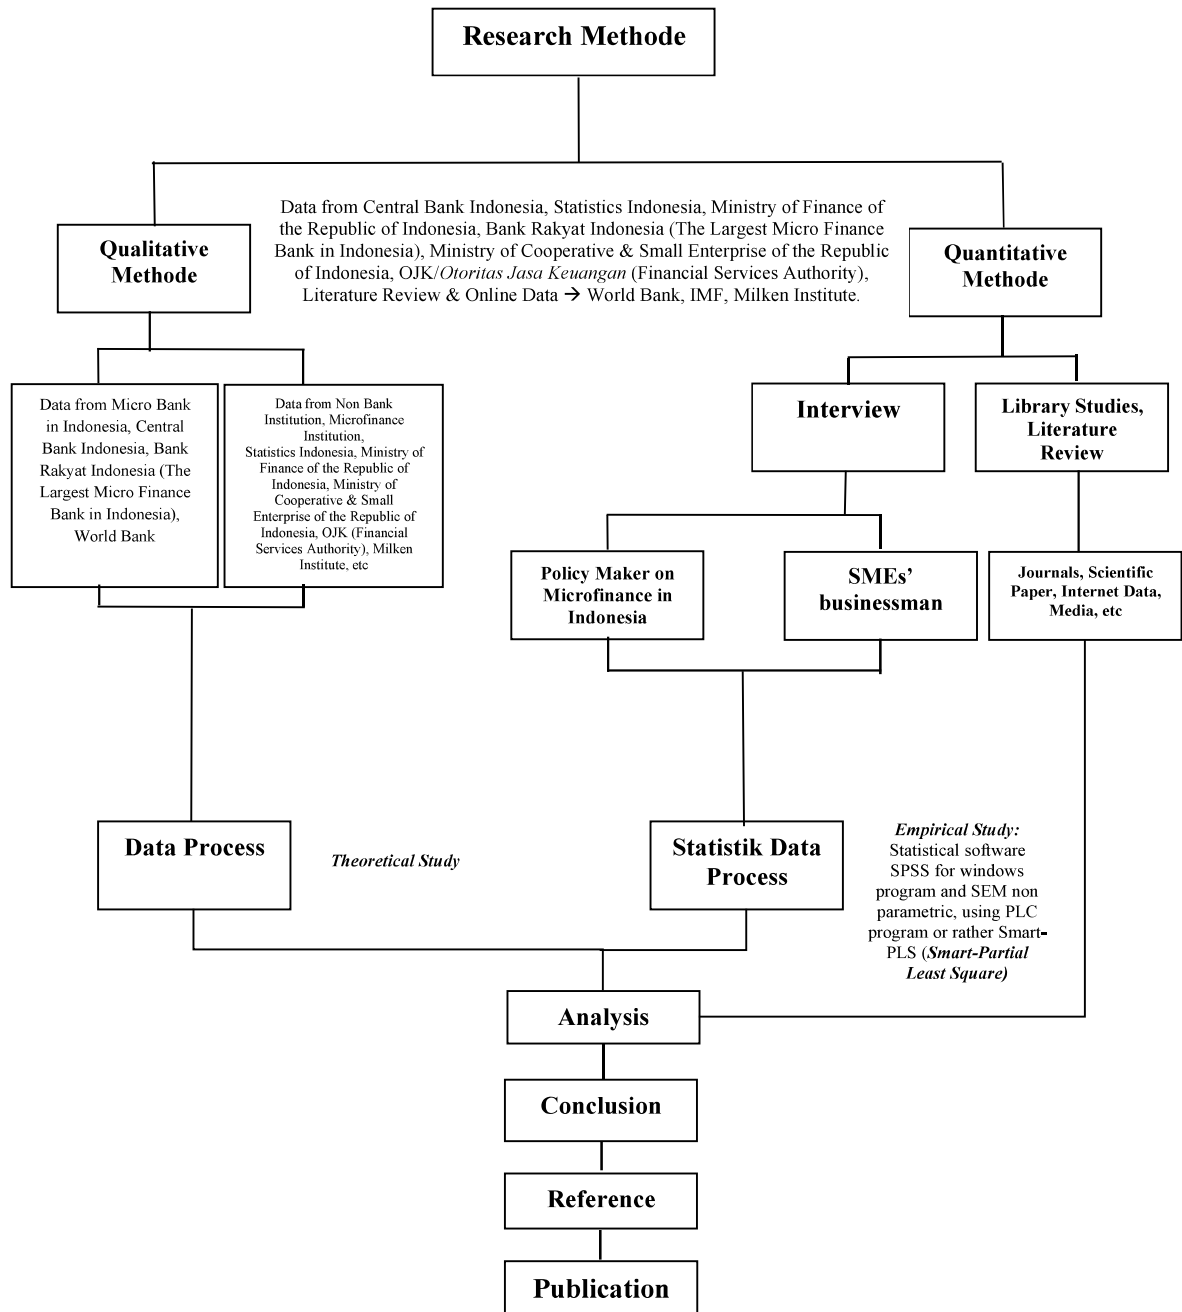 Research Methode
Data from Central Bank Indonesia, Statistics Indonesia, Ministry of Finance of
the Republic of Indonesia, Bank Rakyat Indonesia (The Largest Micro Finance
Bank in Indonesia), Ministry of Cooperative & Small Enterprise of the Republic
of Indonesia, OJK/Otoritas Jasa Keuangan (Financial Services Authority),
Literature Review & Online Data → World Bank, IMF, Milken Institute.
Qualitative
Methode
Quantitative
Methode
Data from Micro Bank
in Indonesia, Central
Bank Indonesia, Bank
Rakyat Indonesia (The
Largest Micro Finance
Bank in Indonesia),
World Bank
Data from Non Bank
Institution, Microfinance
Institution,
Statistics Indonesia, Ministry of
Finance of the Republic of
Indonesia, Ministry of
Cooperative & Small
Enterprise of the Republic of
Indonesia, OJK (Financial
Services Authority), Milken
Institute, etc
Interview
Library Studies,
Literature
Review
Policy Maker on
Microfinance in
Indonesia
SMEs’
businessman
Journals, Scientific
Paper, Internet Data,
Media, etc
Data Process
Theoretical Study
Statistik Data
Process
Empirical Study:
Statistical software
SPSS for windows
program and SEM non
parametric, using PLC
program or rather Smart-
PLS (Smart-Partial
Least Square)
Analysis
Conclusion
Reference
Publication